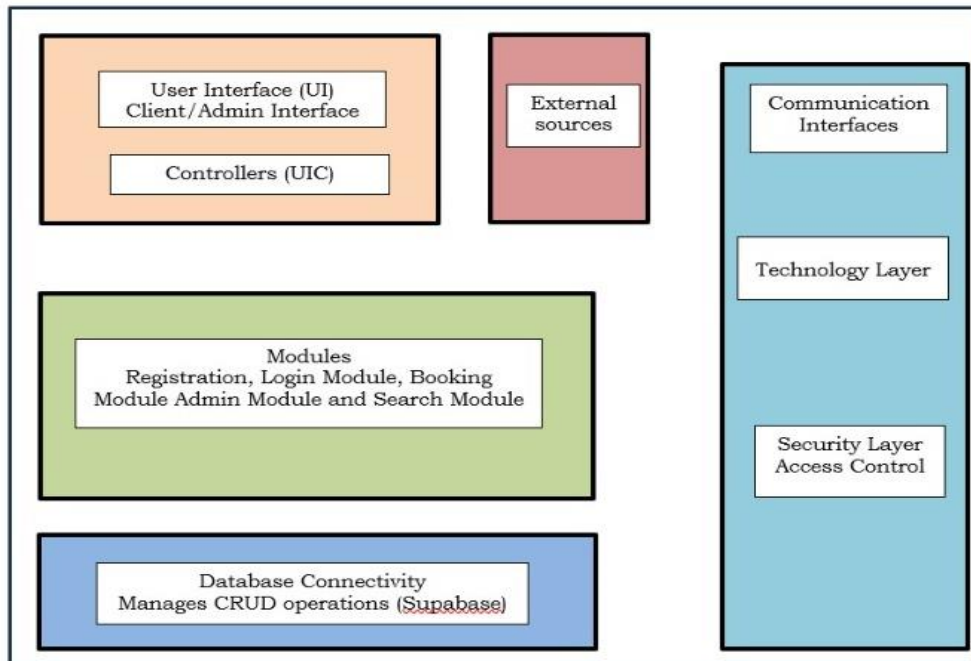 User Interface (UI)
Client/Admin Interface
Controllers (UIC)
External
sources
Communication
Interfaces
Technology Layer
Modules
Registration, Login Module, Booking
Module Admin Module and Search Module
Security Layer
Access Control
Database Connectivity
Manages CRUD operations (Supabase)